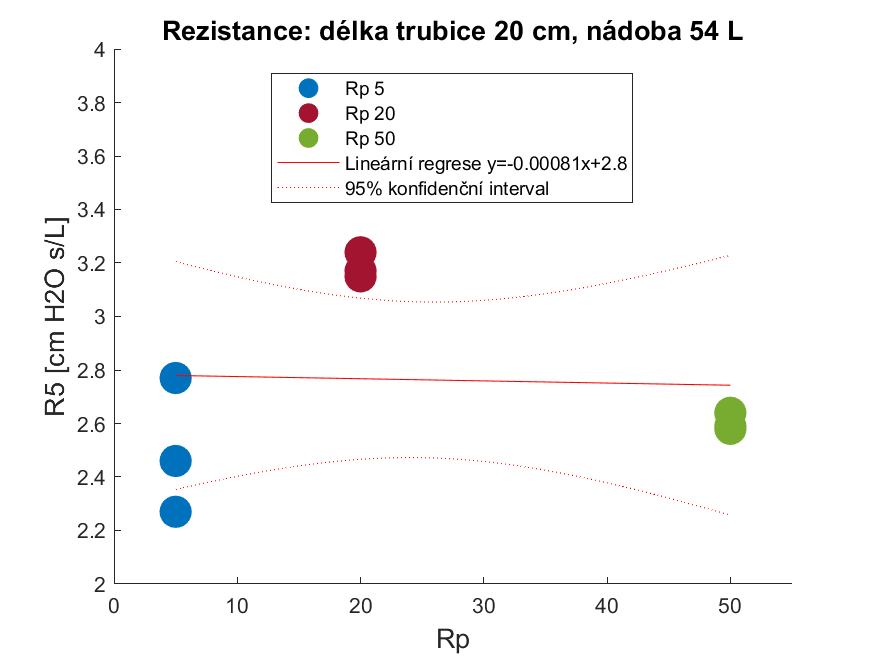 Rezistance: délka trubice 20 cm, nádoba 54 L
4
3.8
3.6
3.4
3.2
3
2.8
2.6
2.4
2.2
2
R5 [cm H2O s/L]
Rp 5
Rp 20
Rp 50
Lineární regrese y=-0.00081x+2.8
95% konfidenční interval
0 10 20 30 40 50
Rp